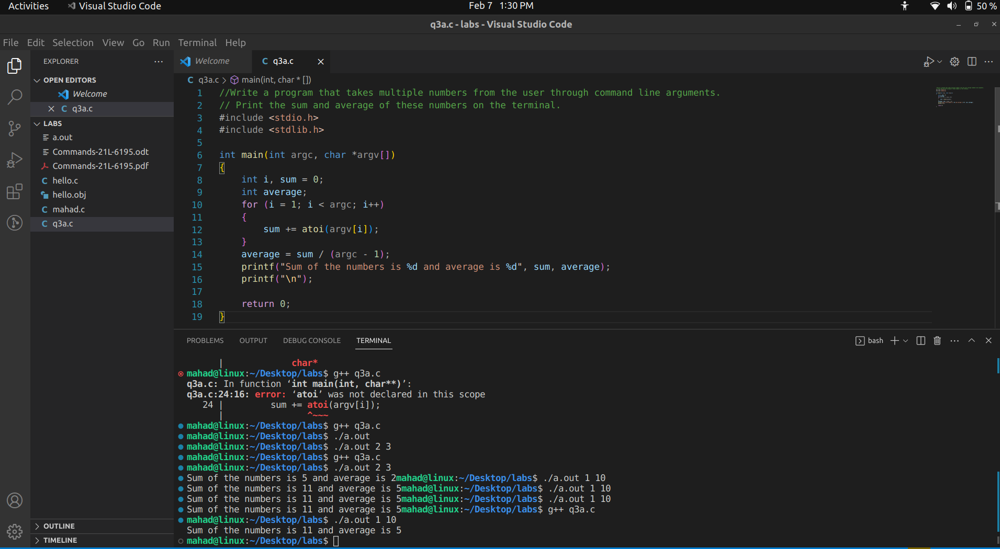 Activities Visual Studio Code Feb 7 1:30 PM 50 %
q3a.c - labs - Visual Studio Code
File Edit Selection View Go Run Terminal Help
EXPLORER
OPEN EDITORS
Welcome
q3a.c
LABS
a.out
Commands-21L-6195.odt
Commands-21L-6195.pdf
hello.c
hello.obj
mahad.c
q3a.c
OUTLINE
TIMELINE
Welcome q3a.c
q3a.c > main(int, char * [])
1 //Write a program that takes multiple numbers from the user through command line arguments.
2 // Print the sum and average of these numbers on the terminal.
3 #include <stdio.h>
4 #include <stdlib.h>
5
6 int main(int argc, char *argv[])
7 {
8     int i, sum = 0;
9     int average;
10     for (i = 1; i < argc; i++)
11     {
12         sum += atoi(argv[i]);
13     }
14     average = sum / (argc - 1);
15     printf("Sum of the numbers is %d and average is %d", sum, average);
16     printf("\n");
17
18     return 0;
19 }
PROBLEMS OUTPUT DEBUG CONSOLE TERMINAL bash
|             char*
mahad@linux:~/Desktop/labs$ g++ q3a.c
q3a.c: In function ‘int main(int, char**)’:
q3a.c:24:16: error: ‘atoi’ was not declared in this scope
24 |         sum += atoi(argv[i]);
|                ^~~~
mahad@linux:~/Desktop/labs$ g++ q3a.c
mahad@linux:~/Desktop/labs$ ./a.out
mahad@linux:~/Desktop/labs$ ./a.out 2 3
mahad@linux:~/Desktop/labs$ g++ q3a.c
mahad@linux:~/Desktop/labs$ ./a.out 2 3
Sum of the numbers is 5 and average is 2mahad@linux:~/Desktop/labs$ ./a.out 1 10
Sum of the numbers is 11 and average is 5mahad@linux:~/Desktop/labs$ ./a.out 1 10
Sum of the numbers is 11 and average is 5mahad@linux:~/Desktop/labs$ ./a.out 1 10
Sum of the numbers is 11 and average is 5mahad@linux:~/Desktop/labs$ g++ q3a.c
mahad@linux:~/Desktop/labs$ ./a.out 1 10
Sum of the numbers is 11 and average is 5
mahad@linux:~/Desktop/labs$